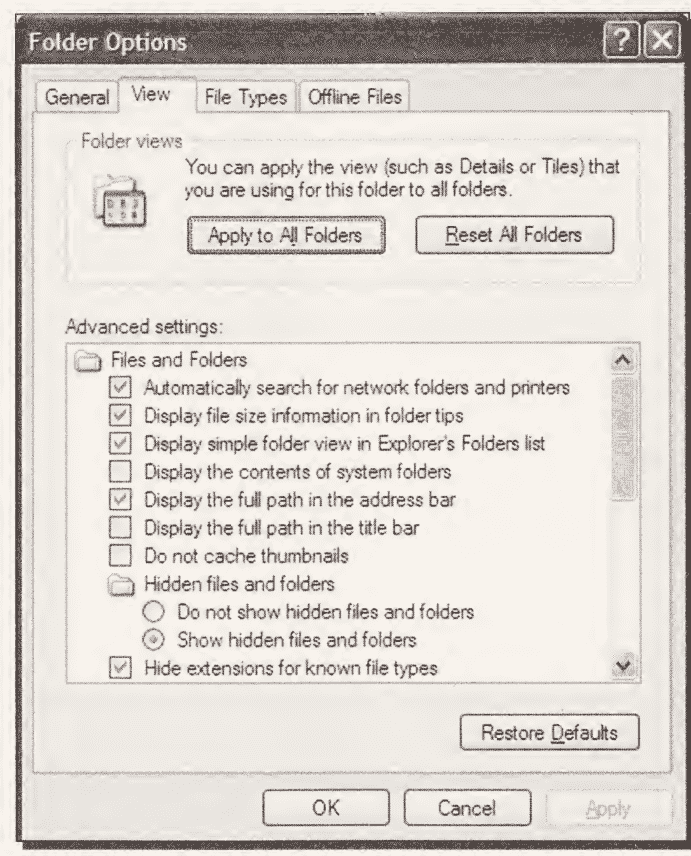 Folder Options
General View File Types Offline Files
Folder views
You can apply the view (such as Details or Tiles) that
you are using for this folder to all folders.
Apply to All Folders Reset All Folders
Advanced settings:
Files and Folders
Automatically search for network folders and printers
Display file size information in folder tips
Display simple folder view in Explorer's Folders list
Display the contents of system folders
Display the full path in the address bar
Display the full path in the title bar
Do not cache thumbnails
Hidden files and folders
Do not show hidden files and folders
Show hidden files and folders
Hide extensions for known file types
Restore Defaults
OK Cancel Apply